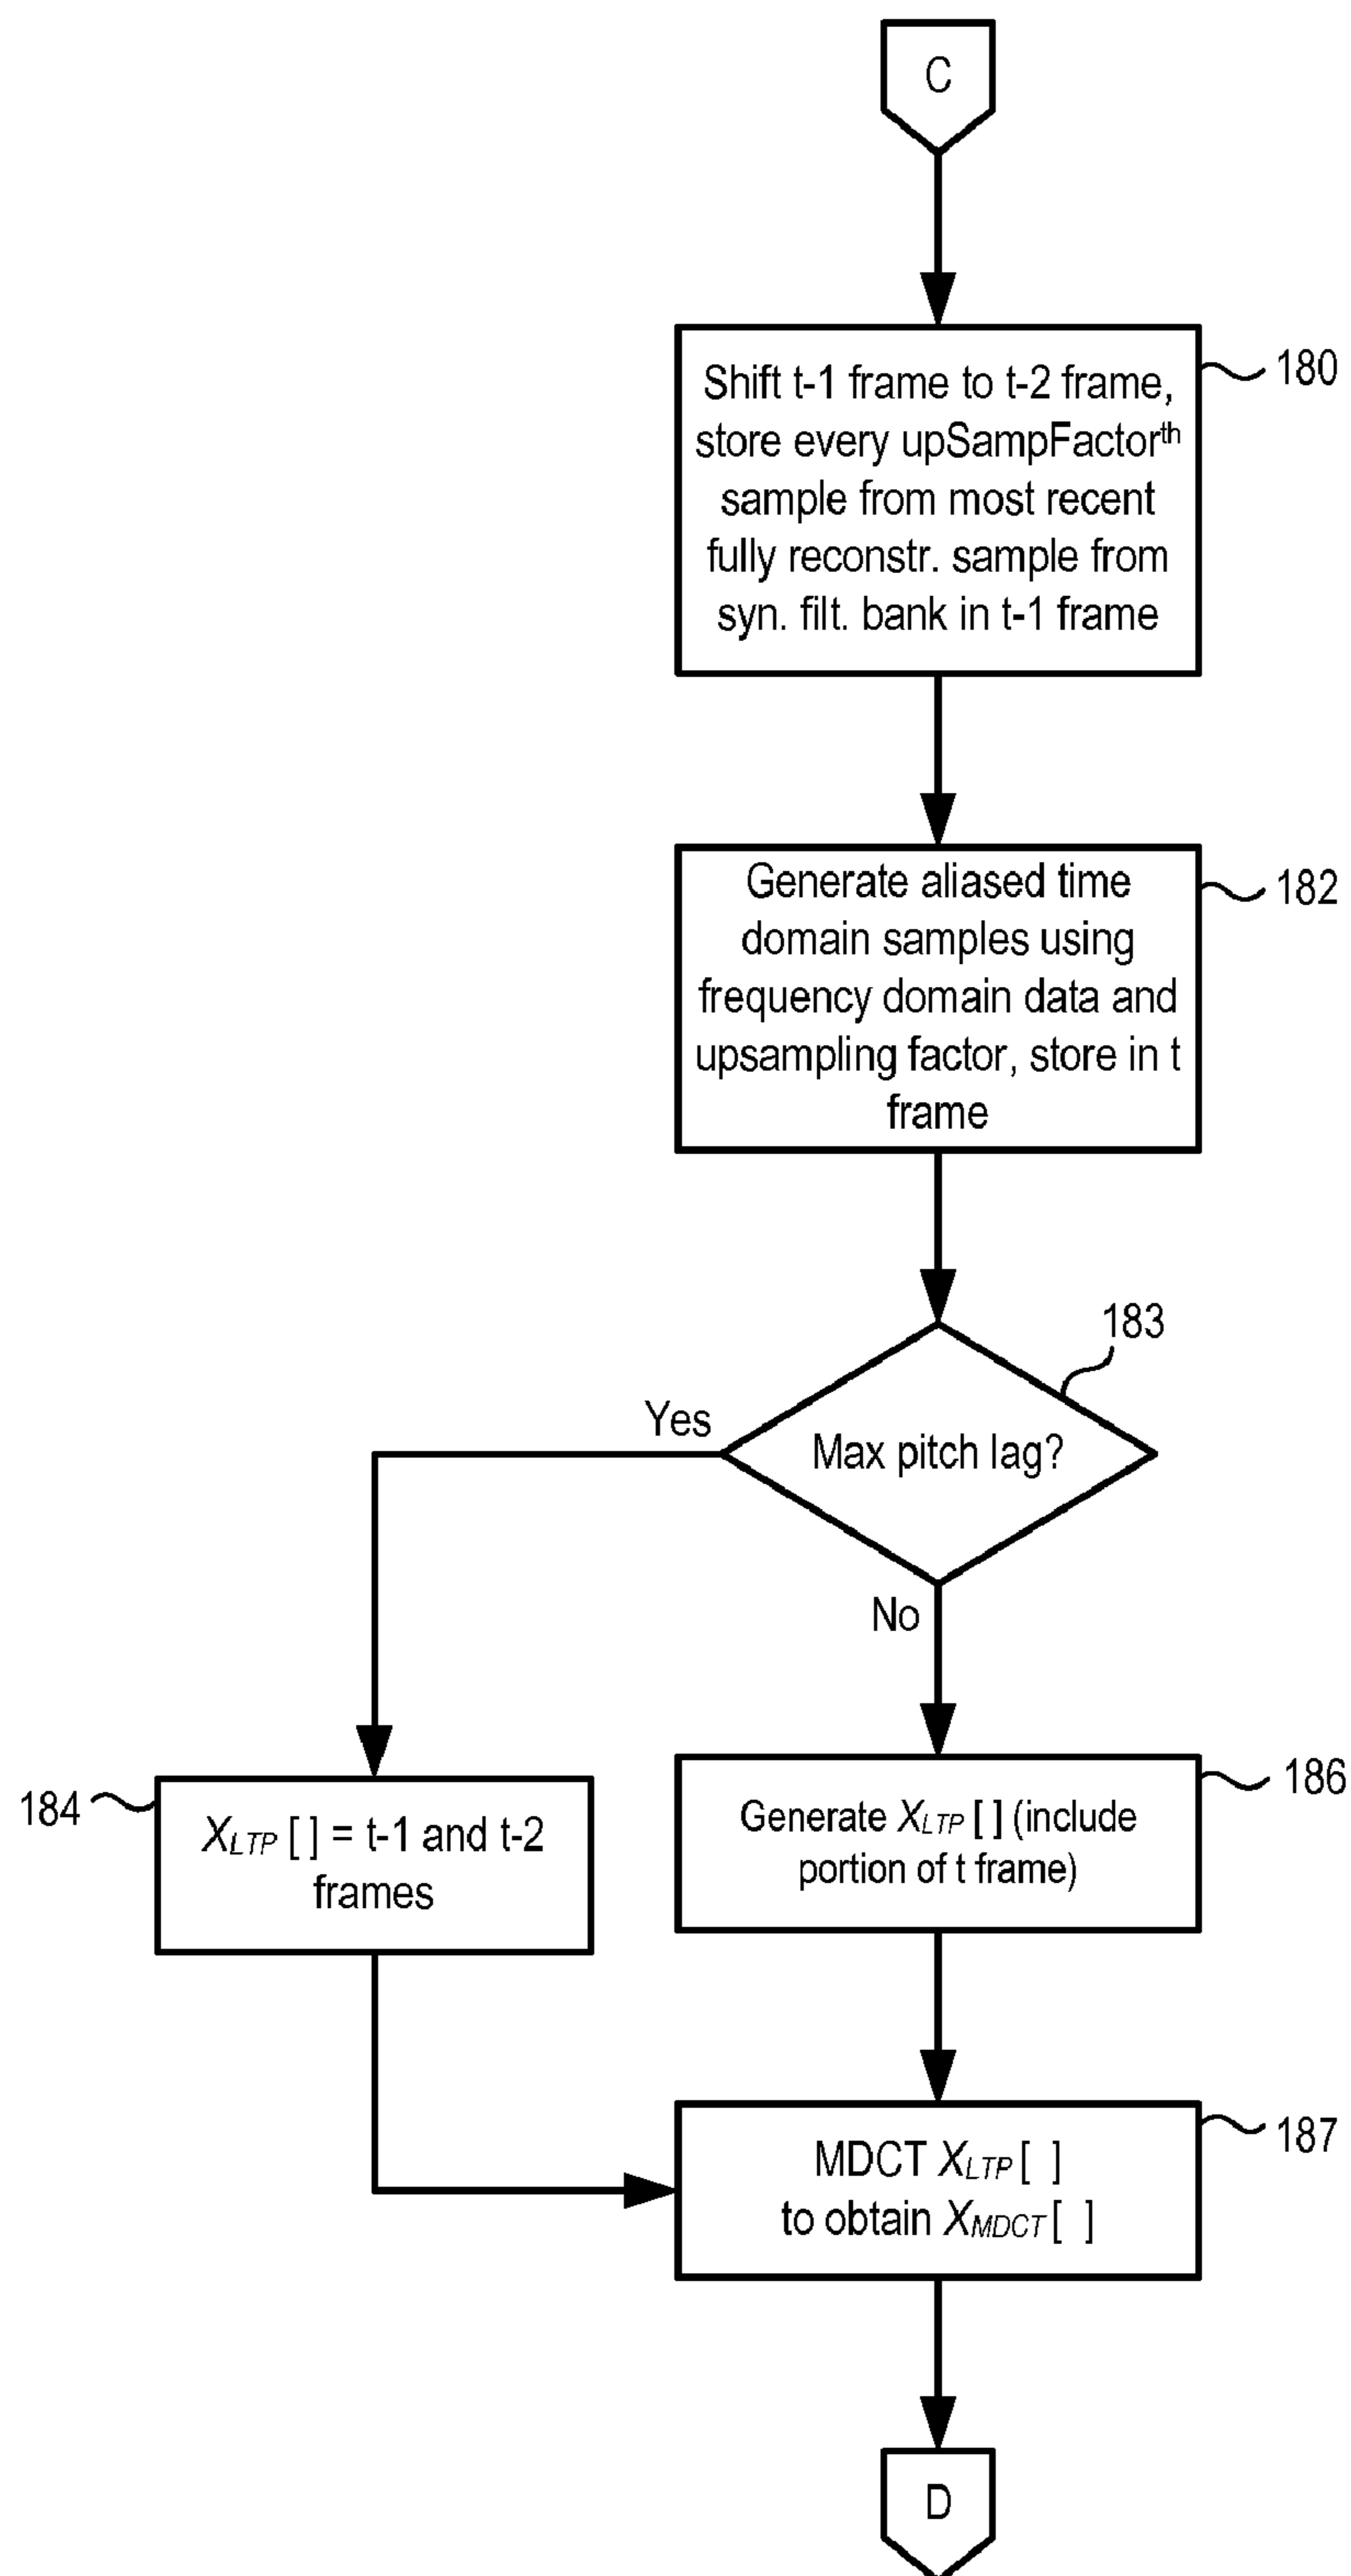 C
Shift t-1 frame to t-2 frame,
store every upSampFactorth
sample from most recent
fully reconstr. sample from
syn. filt. bank in t-1 frame
180
Generate aliased time
domain samples using
frequency domain data and
upsampling factor, store in t
frame
182
183
Max pitch lag?
Yes
No
184
XLTP [ ] = t-1 and t-2
frames
Generate XLTP [ ] (include
portion of t frame)
186
MDCT XLTP [ ]
to obtain XMDCT [ ]
187
D